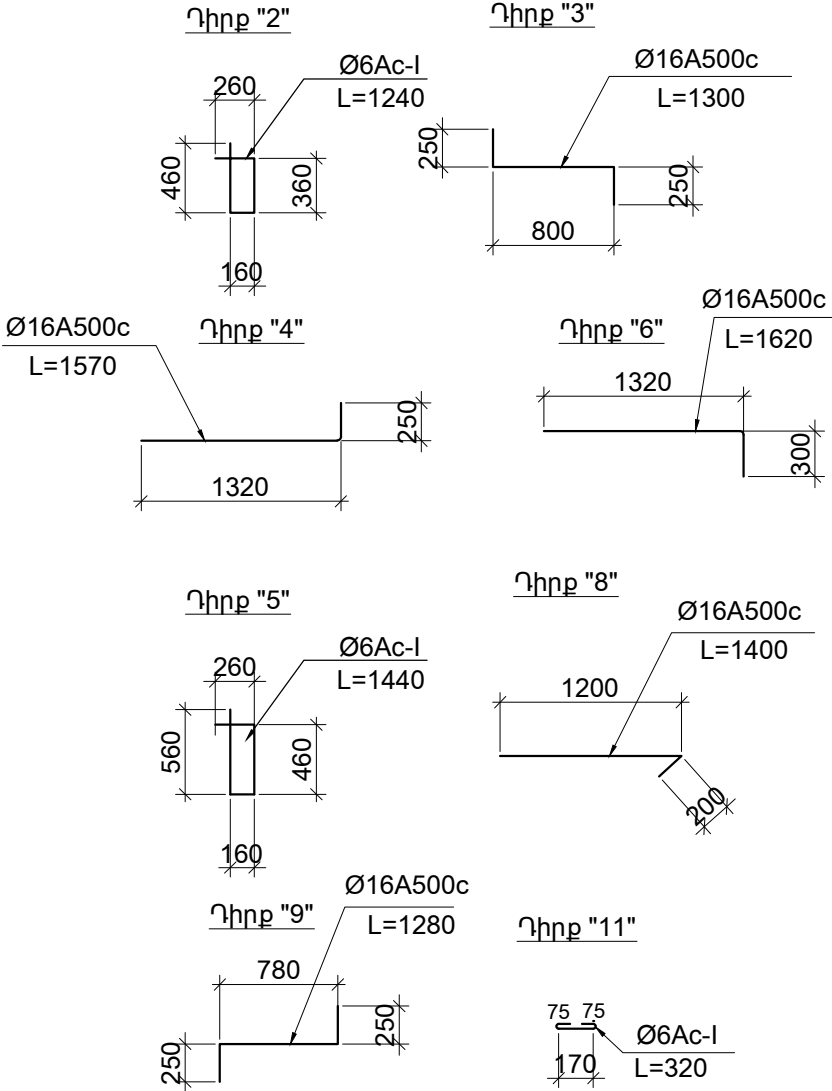 Դիրք "2"
260
Ø6Ac-I
L=1240
460
360
160
Դիրք "3"
Ø16A500c
L=1300
250
250
800
Ø16A500c
L=1570
Դիրք "4"
250
1320
Դիրք "6"
Ø16A500c
L=1620
1320
300
Դիրք "5"
260
Ø6Ac-I
L=1440
560
460
160
Դիրք "8"
Ø16A500c
L=1400
1200
200
Դիրք "9"
Ø16A500c
L=1280
780
250
250
Դիրք "11"
75 75
Ø6Ac-I
L=320
170